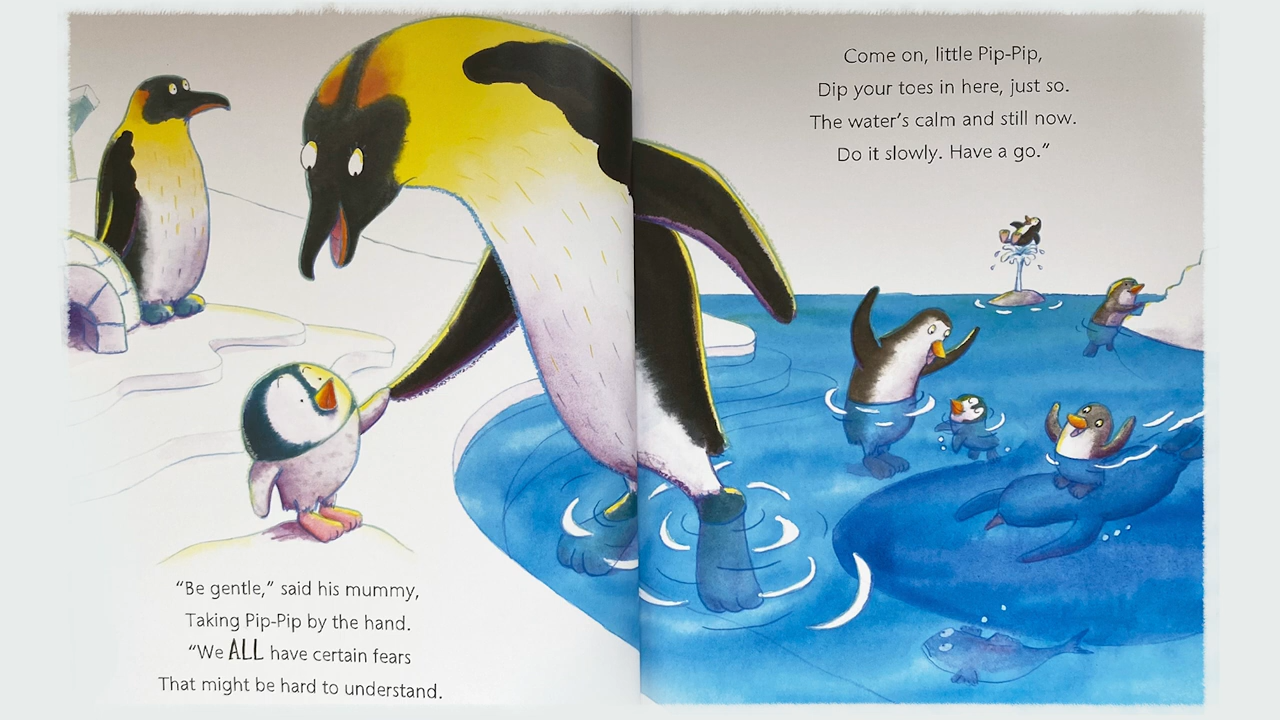 “Be gentle,” said his mummy,
Taking Pip-Pip by the hand.
“We ALL have certain fears
That might be hard to understand.
Come on, little Pip-Pip,
Dip your toes in here, just so.
The water’s calm and still now.
Do it slowly. Have a go.”